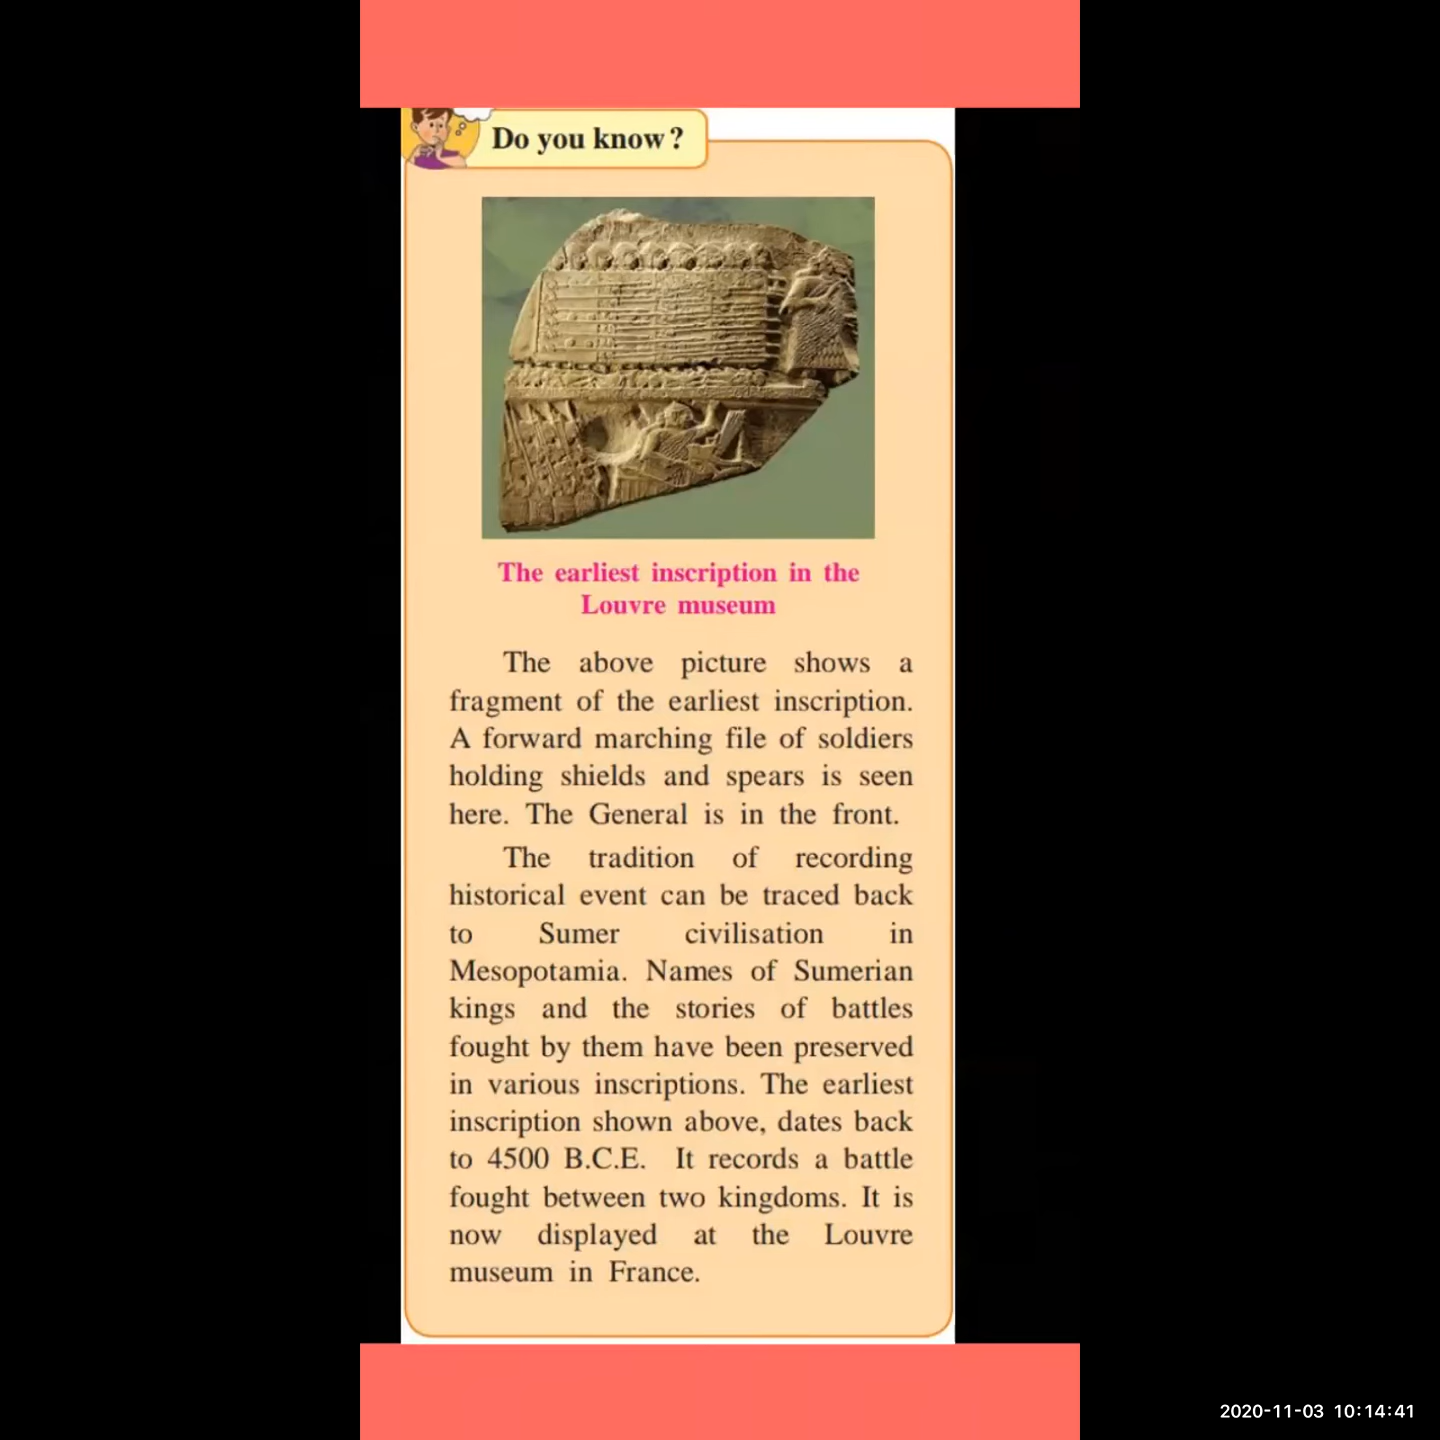 Do you know?
The earliest inscription in the
Louvre museum
The above picture shows a
fragment of the earliest inscription.
A forward marching file of soldiers
holding shields and spears is seen
here. The General is in the front.
The tradition of recording
historical event can be traced back
to Sumer civilisation in
Mesopotamia. Names of Sumerian
kings and the stories of battles
fought by them have been preserved
in various inscriptions. The earliest
inscription shown above, dates back
to 4500 B.C.E. It records a battle
fought between two kingdoms. It is
now displayed at the Louvre
museum in France.
2020-11-03 10:14:41